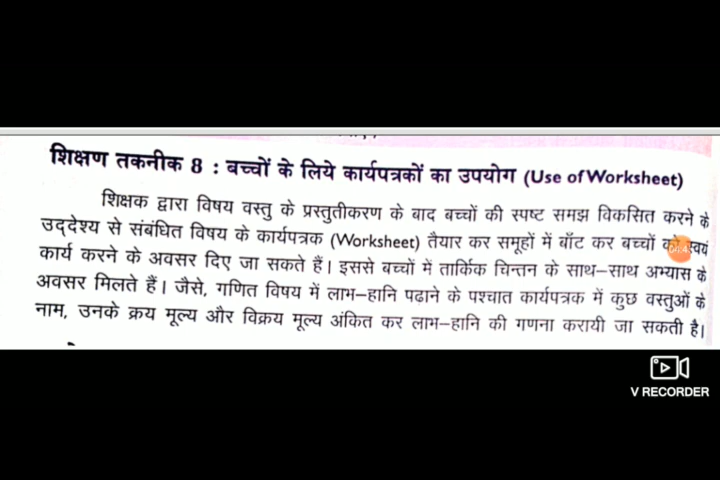 शिक्षण तकनीक 8 : बच्चों के लिये कार्यपत्रकों का उपयोग (Use of Worksheet)
शिक्षक द्वारा विषय वस्तु के प्रस्तुतीकरण के बाद बच्चों की स्पष्ट समझ विकसित करने के
उद्देश्य से संबंधित विषय के कार्यपत्रक (Worksheet) तैयार कर समूहों में बाँट कर बच्चों को स्वयं
कार्य करने के अवसर दिए जा सकते हैं। इससे बच्चों में तार्किक चिन्तन के साथ-साथ अभ्यास के
अवसर मिलते हैं। जैसे, गणित विषय में लाभ-हानि पढ़ाने के पश्चात कार्यपत्रक में कुछ वस्तुओं के
नाम, उनके क्रय मूल्य और विक्रय मूल्य अंकित कर लाभ-हानि की गणना करायी जा सकती है।
V RECORDER